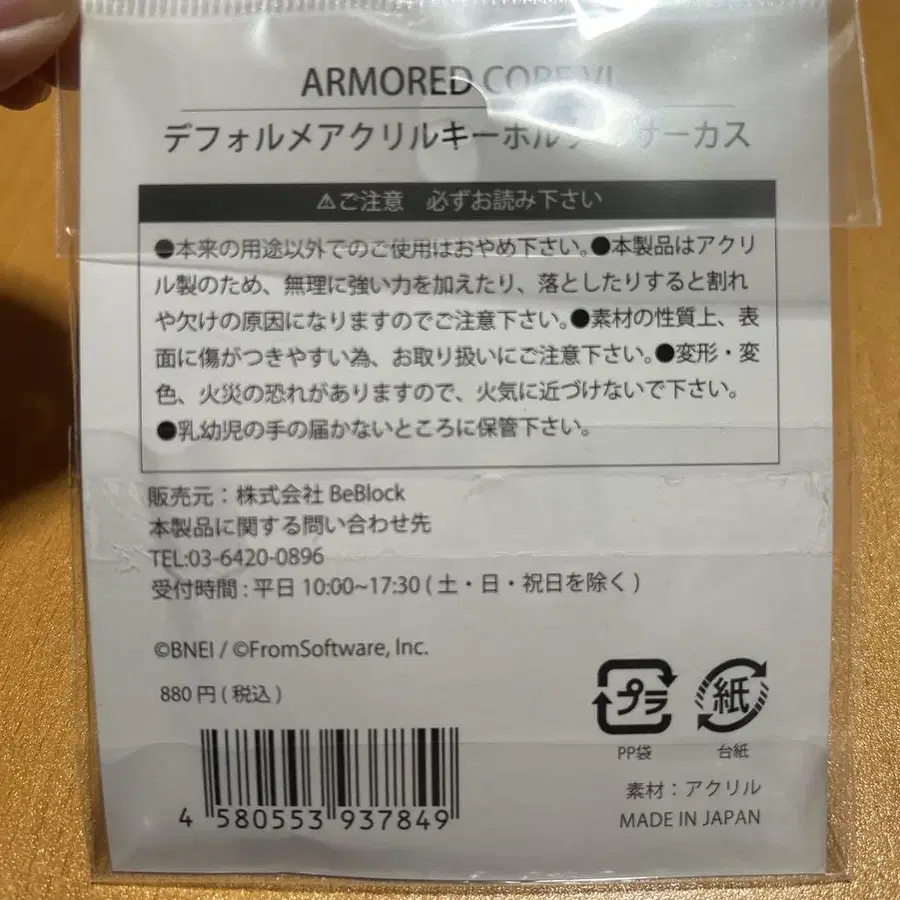 ARMORED CORE VI
デフォルメアクリルキーホルダー サーカス
⚠ご注意 必ずお読み下さい
●本来の用途以外でのご使用はおやめ下さい。●本製品はアクリ
ル製のため、無理に強い力を加えたり、落としたりすると割れ
や欠けの原因になりますのでご注意下さい。●素材の性質上、表
面に傷がつきやすい為、お取り扱いにご注意下さい。●変形・変
色、火災の恐れがありますので、火気に近づけないで下さい。
●乳幼児の手の届かないところに保管下さい。
販売元：株式会社 BeBlock
本製品に関する問い合わせ先
TEL:03-6420-0896
受付時間：平日 10:00~17:30 ( 土・日・祝日を除く )
©BNEI / ©FromSoftware, Inc.
880円 ( 税込 )
プラ 紙
PP袋 台紙
素材：アクリル
MADE IN JAPAN
4 580553 937849